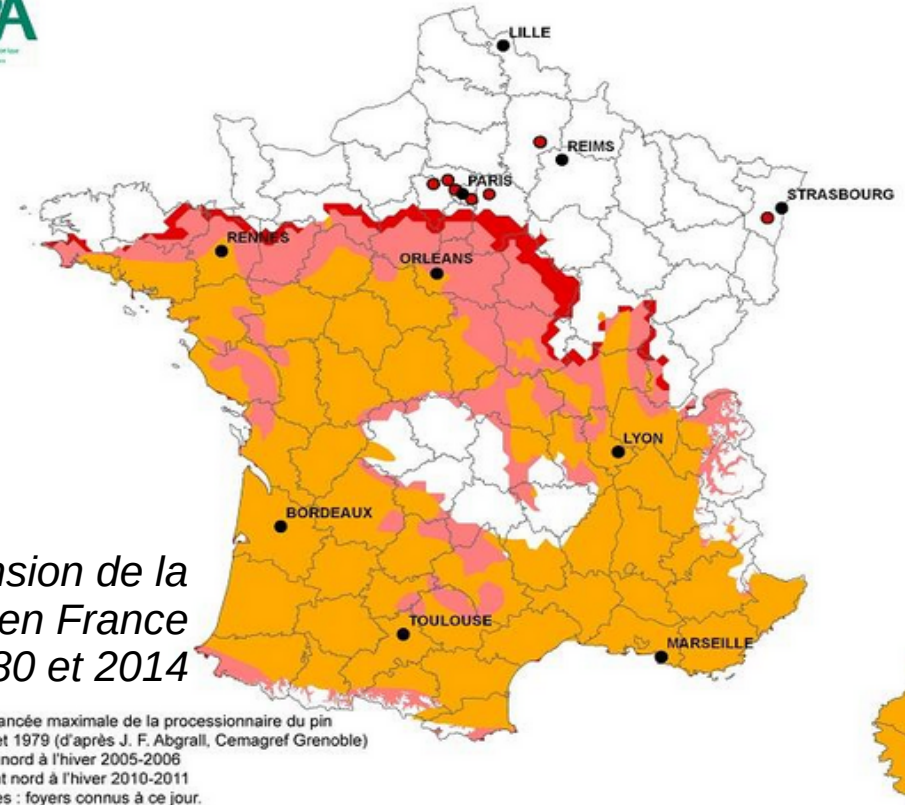 A
LILLE
REIMS
PARIS
STRASBOURG
RENNES
ORLEANS
LYON
BORDEAUX
nsion de la
en France
80 et 2014
TOULOUSE
MARSEILLE
ancée maximale de la processionnaire du pin
et 1979 (d'après J. F. Abgrall, Cemagref Grenoble)
nord à l'hiver 2005-2006
t nord à l'hiver 2010-2011
es : foyers connus à ce jour.